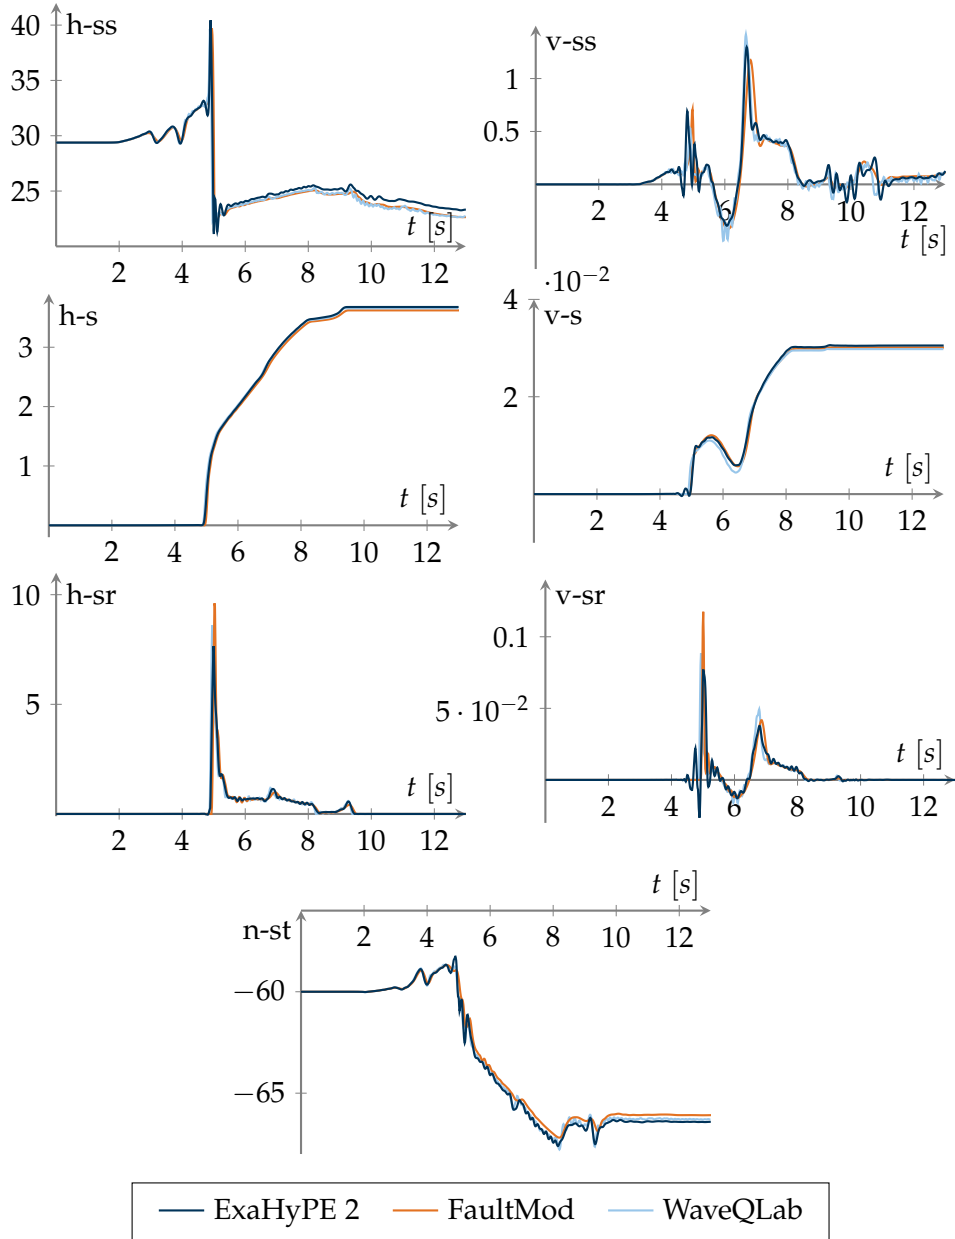 h-ss
40
35
30
25
t [s]
2 4 6 8 10 12
v-ss
1
0.5
2 4 6 8 10 12
t [s]
h-s
3
2
1
t [s]
2 4 6 8 10 12
·10−2
4
v-s
2
t [s]
2 4 6 8 10 12
h-sr
10
5
t [s]
2 4 6 8 10 12
v-sr
0.1
5 · 10−2
t [s]
2 4 6 8 10 12
t [s]
n-st
2 4 6 8 10 12
−60
−65
ExaHyPE 2 FaultMod WaveQLab